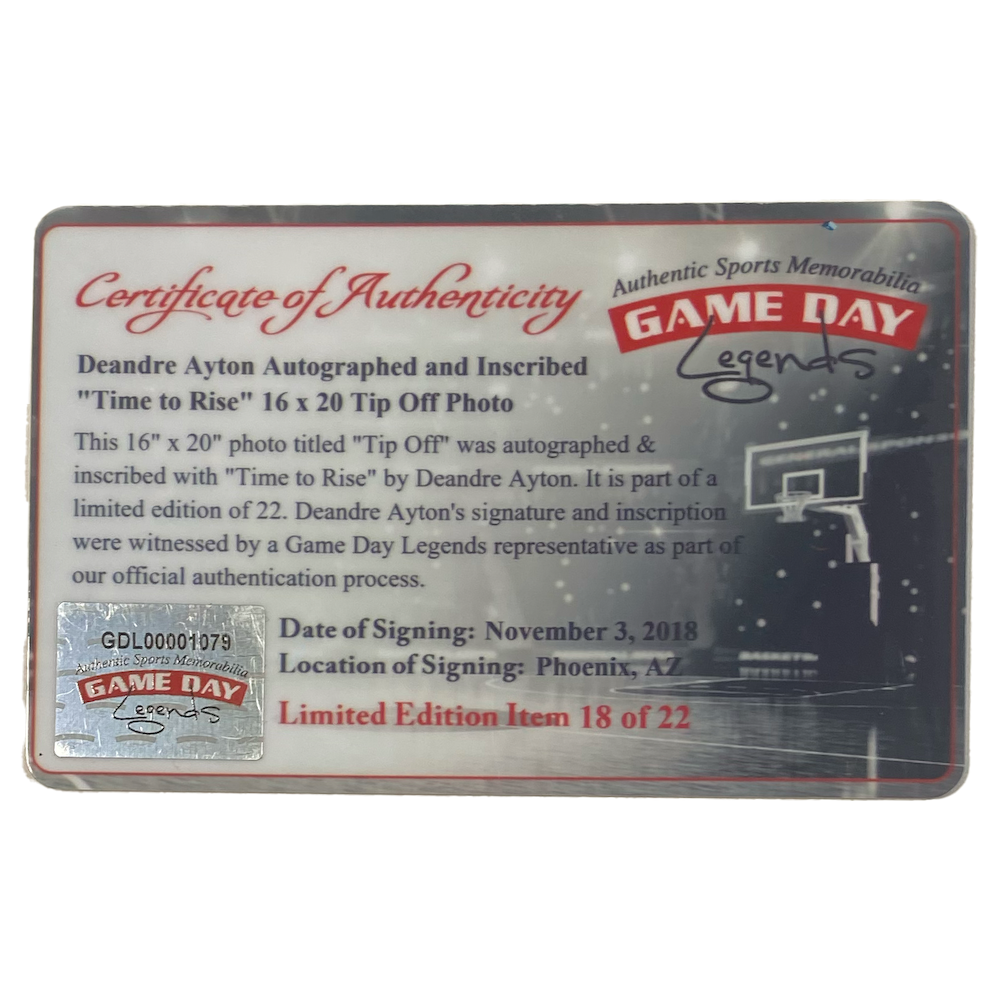 Certificate of Authenticity
Authentic Sports Memorabilia
GAME DAY
Legends
Deandre Ayton Autographed and Inscribed
"Time to Rise" 16 x 20 Tip Off Photo
This 16" x 20" photo titled "Tip Off" was autographed &
inscribed with "Time to Rise" by Deandre Ayton. It is part of a
limited edition of 22. Deandre Ayton's signature and inscription
were witnessed by a Game Day Legends representative as part of
our official authentication process.
GDL00001079
Authentic Sports Memorabilia
GAME DAY
Legends
Date of Signing: November 3, 2018
Location of Signing: Phoenix, AZ
Limited Edition Item 18 of 22